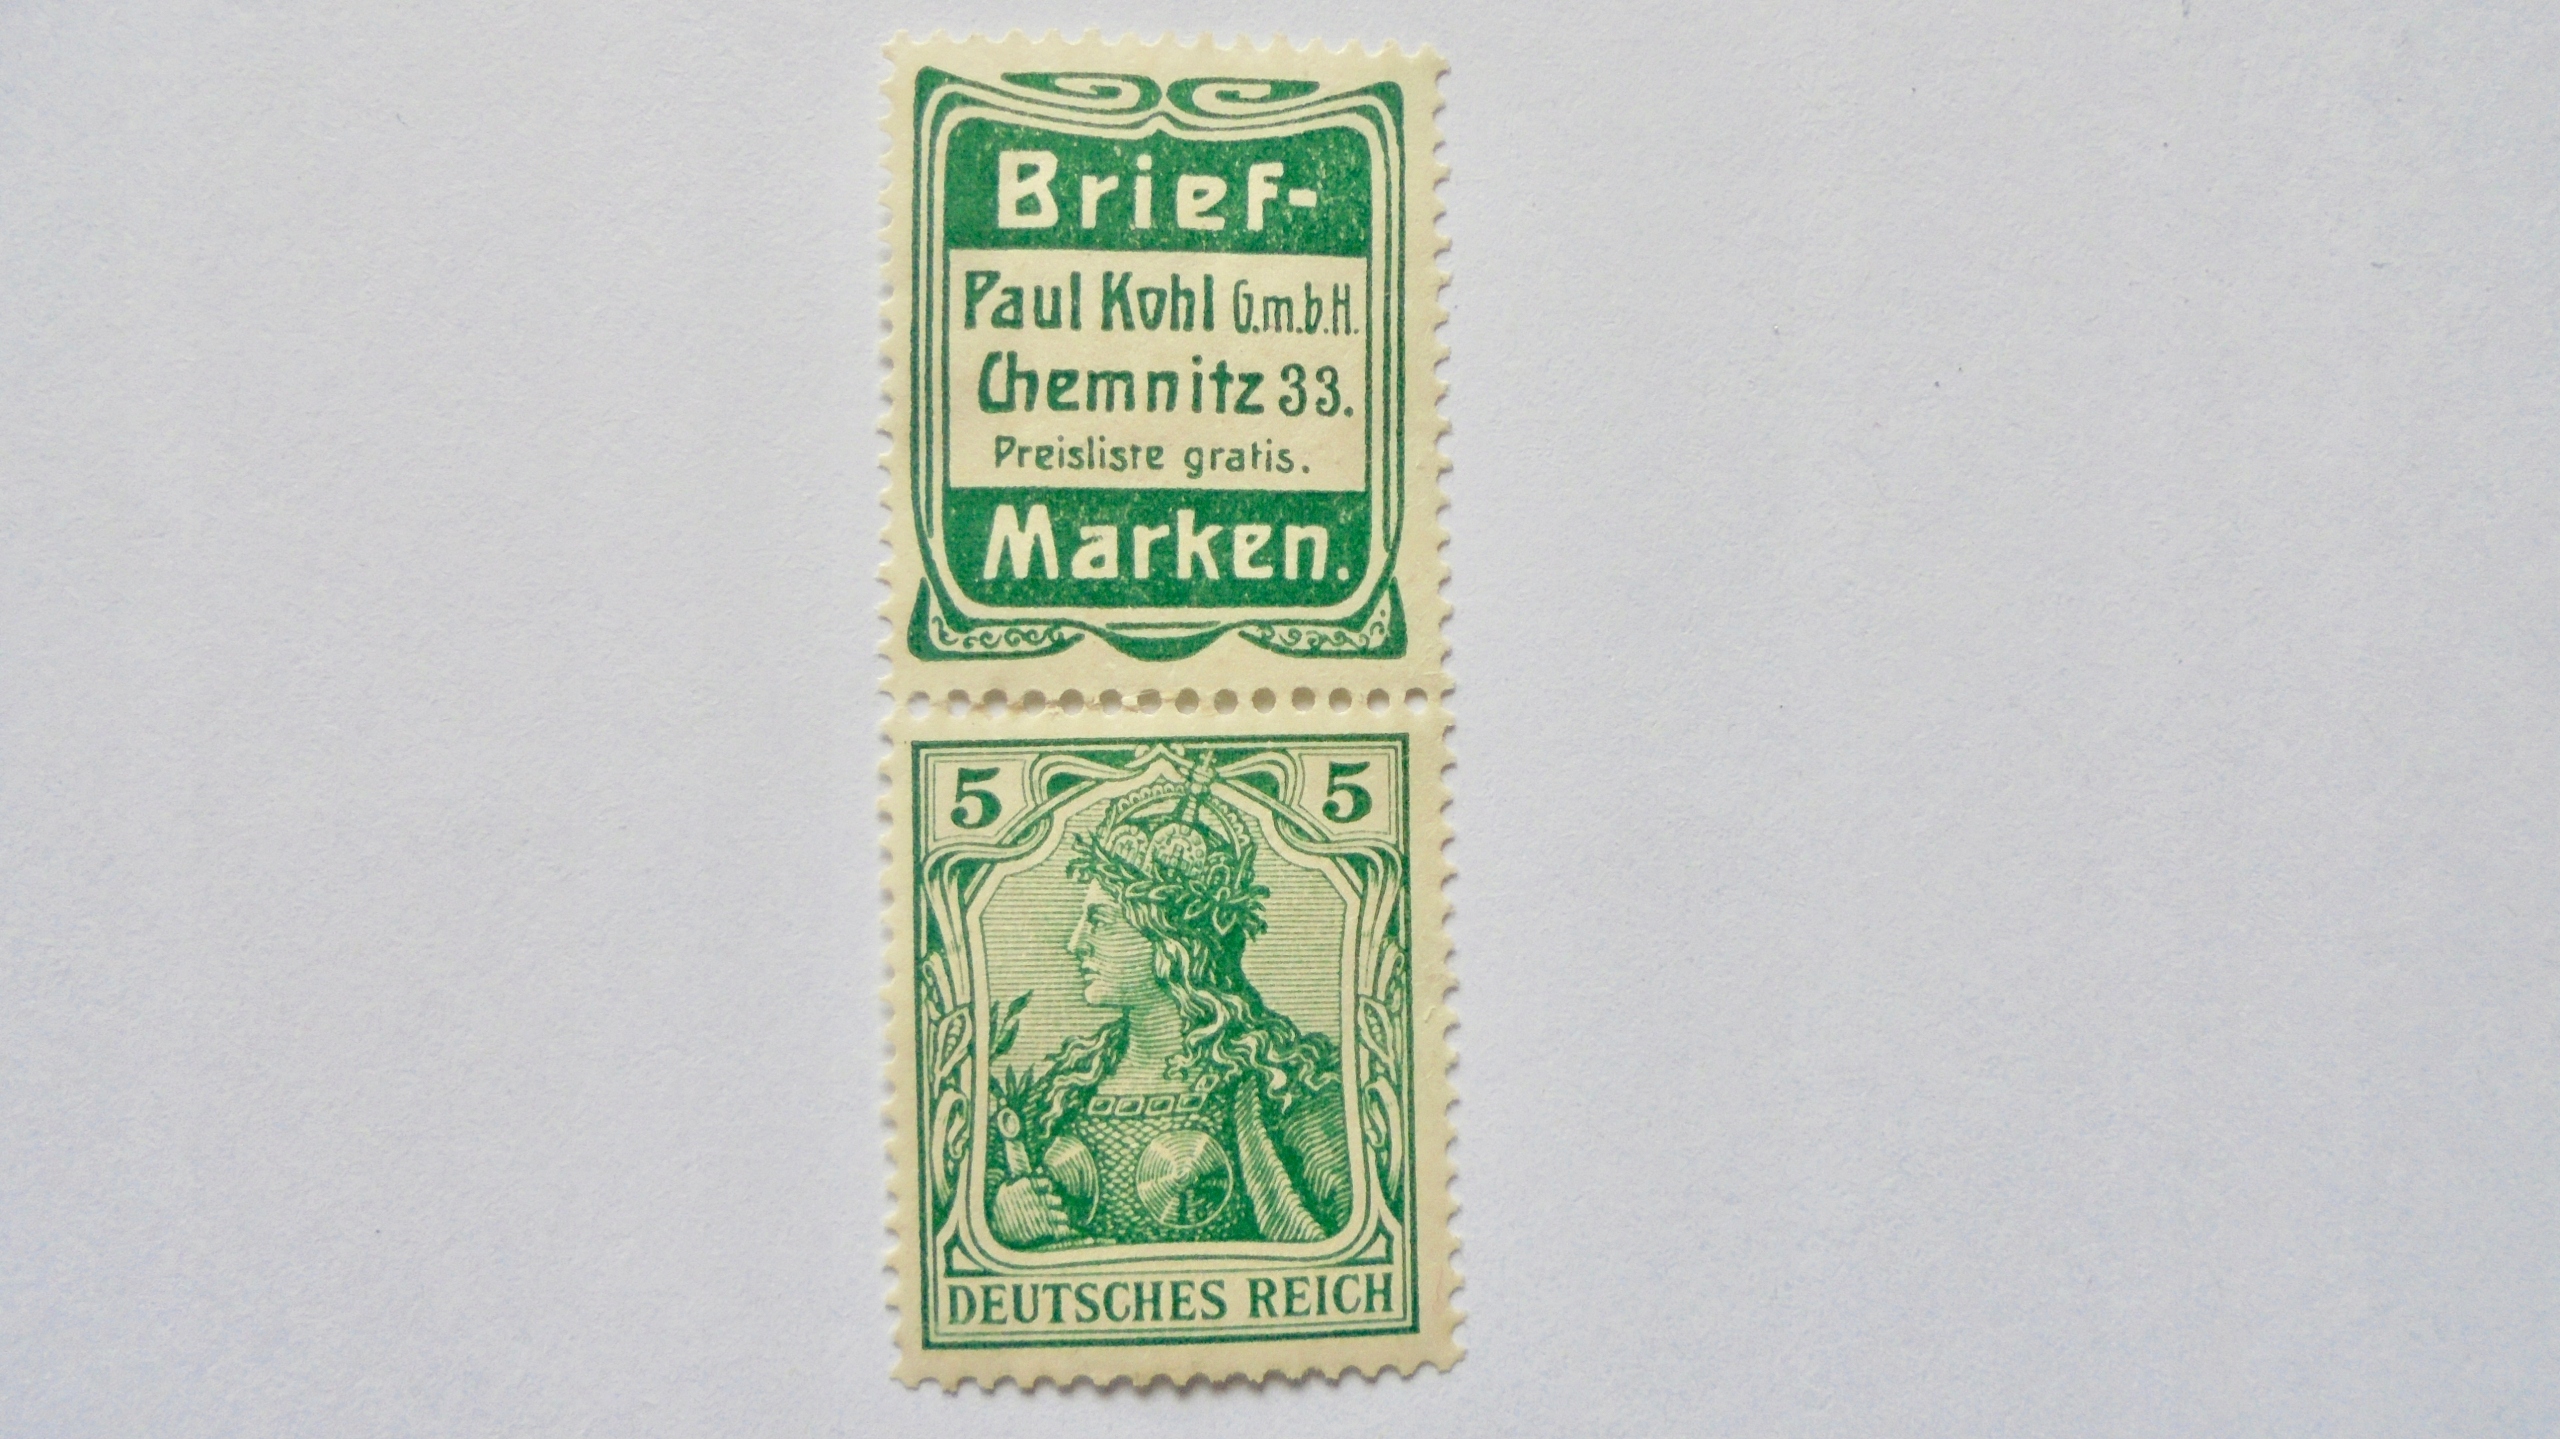 Brief-
Paul Kohl G.m.b.H.
Chemnitz 33.
Preisliste gratis.
Marken.
5 5
DEUTSCHES REICH